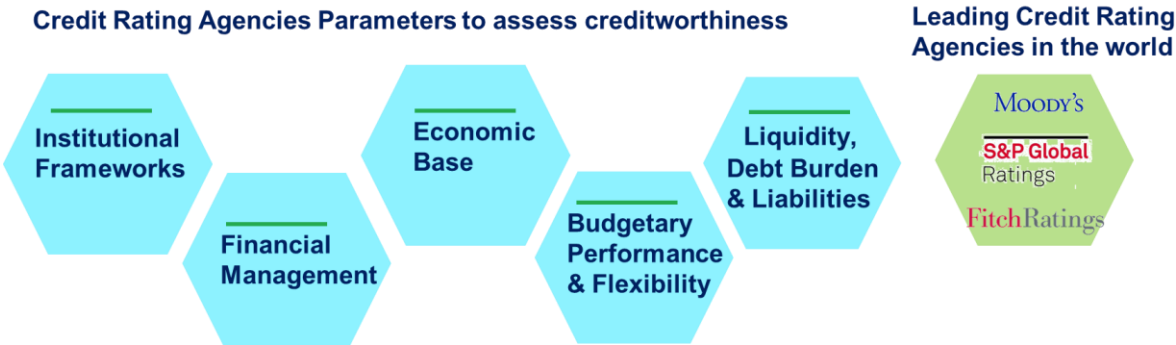 Credit Rating Agencies Parameters to assess creditworthiness
Institutional
Frameworks
Financial
Management
Economic
Base
Budgetary
Performance
& Flexibility
Liquidity,
Debt Burden
& Liabilities
Leading Credit Rating
Agencies in the world
MOODY'S
S&P Global
Ratings
FitchRatings